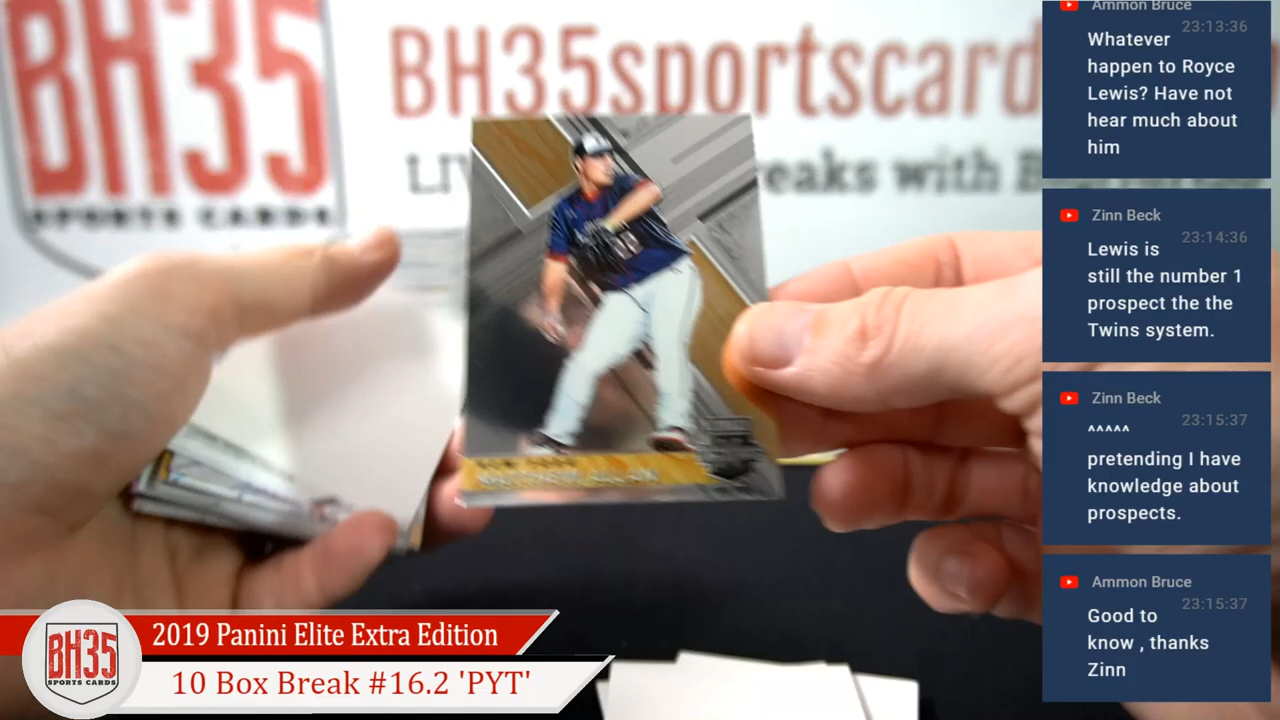 BH35
SPORTS CARDS
BH35sportscard
LIV
eaks with B
Ammon Bruce
23:13:36
Whatever
happen to Royce
Lewis? Have not
hear much about
him
Zinn Beck
23:14:36
Lewis is
still the number 1
prospect the the
Twins system.
Zinn Beck
23:15:37
^^^^^
pretending I have
knowledge about
prospects.
Ammon Bruce
23:15:37
Good to
know , thanks
Zinn
BH35
SPORTS CARDS
2019 Panini Elite Extra Edition
10 Box Break #16.2 'PYT'